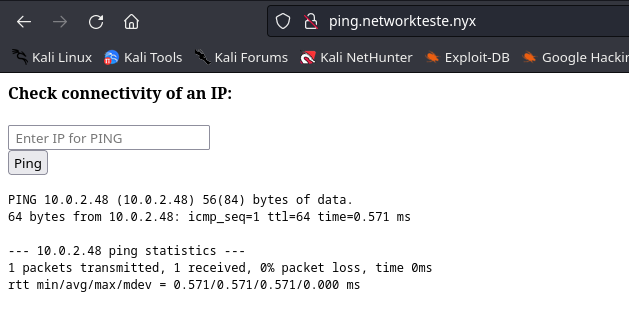 ping.networkteste.nyx
Kali Linux Kali Tools Kali Forums Kali NetHunter Exploit-DB Google Hackin
Check connectivity of an IP:
Enter IP for PING
Ping
PING 10.0.2.48 (10.0.2.48) 56(84) bytes of data.
64 bytes from 10.0.2.48: icmp_seq=1 ttl=64 time=0.571 ms
--- 10.0.2.48 ping statistics ---
1 packets transmitted, 1 received, 0% packet loss, time 0ms
rtt min/avg/max/mdev = 0.571/0.571/0.571/0.000 ms